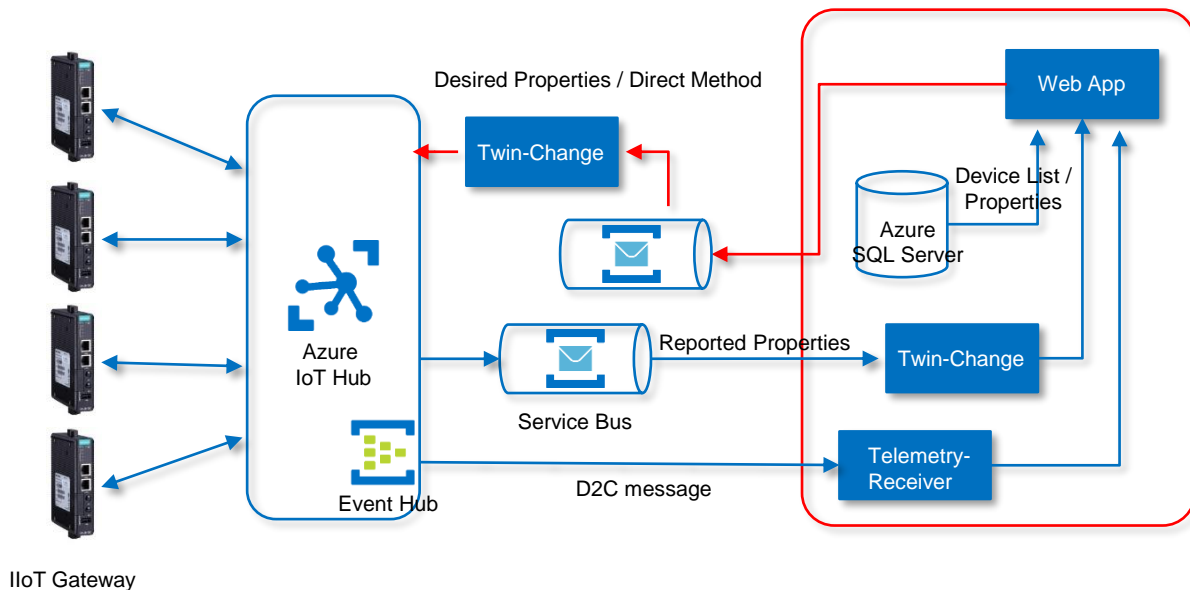 Desired Properties / Direct Method
Web App
Twin-Change
Device List /
Properties
Azure
SQL Server
Azure
IoT Hub
Reported Properties
Twin-Change
Service Bus
Telemetry-
Receiver
D2C message
Event Hub
IIoT Gateway